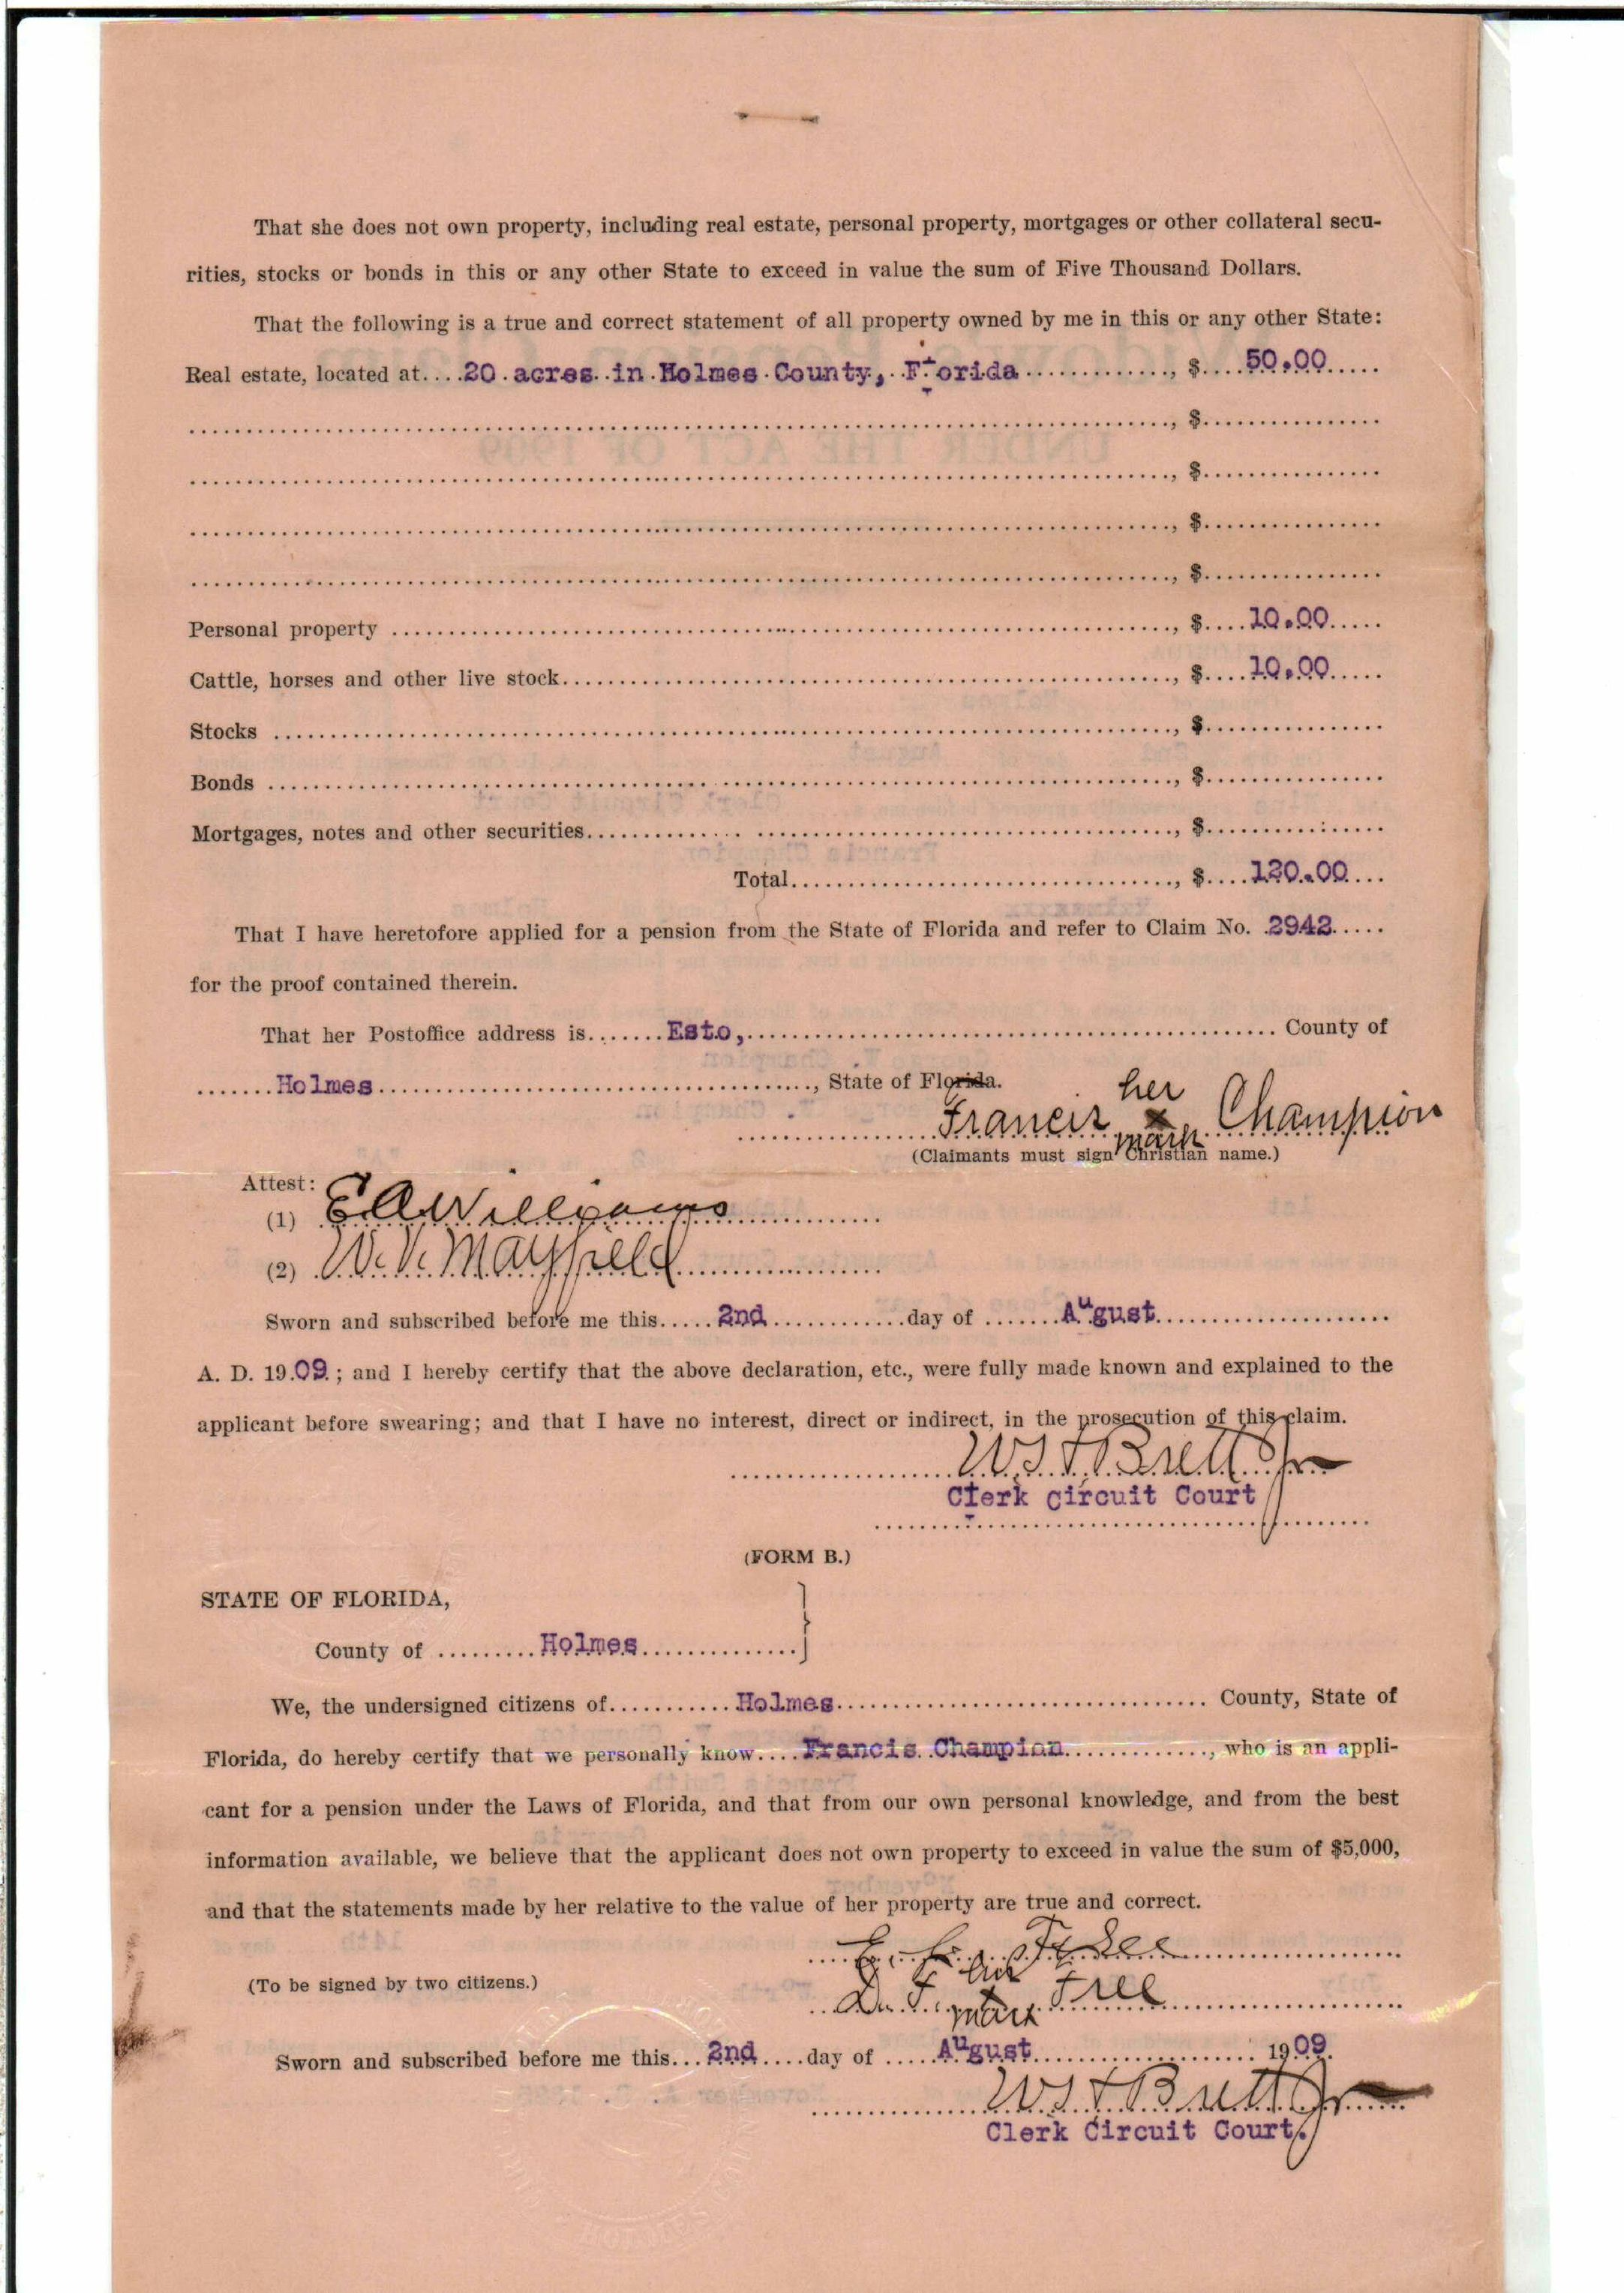 That she does not own property, including real estate, personal property, mortgages or other collateral secu-
rities, stocks or bonds in this or any other State to exceed in value the sum of Five Thousand Dollars.
That the following is a true and correct statement of all property owned by me in this or any other State:
Real estate, located at....20 acres in Holmes County, Florida............., $....50.00.....
......................................................................, $................
......................................................................, $................
......................................................................, $................
......................................................................, $................
Personal property ......................................................, $....10.00.....
Cattle, horses and other live stock......................................, $....10.00.....
Stocks ......................................................, $................
Bonds ......................................................, $................
Mortgages, notes and other securities......................................, $................
Total.................................., $....120.00....
That I have heretofore applied for a pension from the State of Florida and refer to Claim No. 2942.....
for the proof contained therein.
That her Postoffice address is.......Esto,.............................................. County of
.......Holmes......................................, State of Florida.
her
Francis x Champion
mark
(Claimants must sign Christian name.)
Attest:
(1) E A Williams
(2) W. V. Mayfield
Sworn and subscribed before me this.....2nd.............day of .......August.....................
A. D. 19.09.; and I hereby certify that the above declaration, etc., were fully made known and explained to the
applicant before swearing; and that I have no interest, direct or indirect, in the prosecution of this claim.
Brett Jr
Clerk Circuit Court
(FORM B.)
STATE OF FLORIDA,
County of .........Holmes..............
We, the undersigned citizens of............Holmes.................................. County, State of
Florida, do hereby certify that we personally know....Francis Champion............., who is an appli-
cant for a pension under the Laws of Florida, and that from our own personal knowledge, and from the best
information available, we believe that the applicant does not own property to exceed in value the sum of $5,000,
and that the statements made by her relative to the value of her property are true and correct.
his
(To be signed by two citizens.)
D. F. x Free
mark
Sworn and subscribed before me this...2nd....day of .....August..................... 1909.
Brett Jr
Clerk Circuit Court.